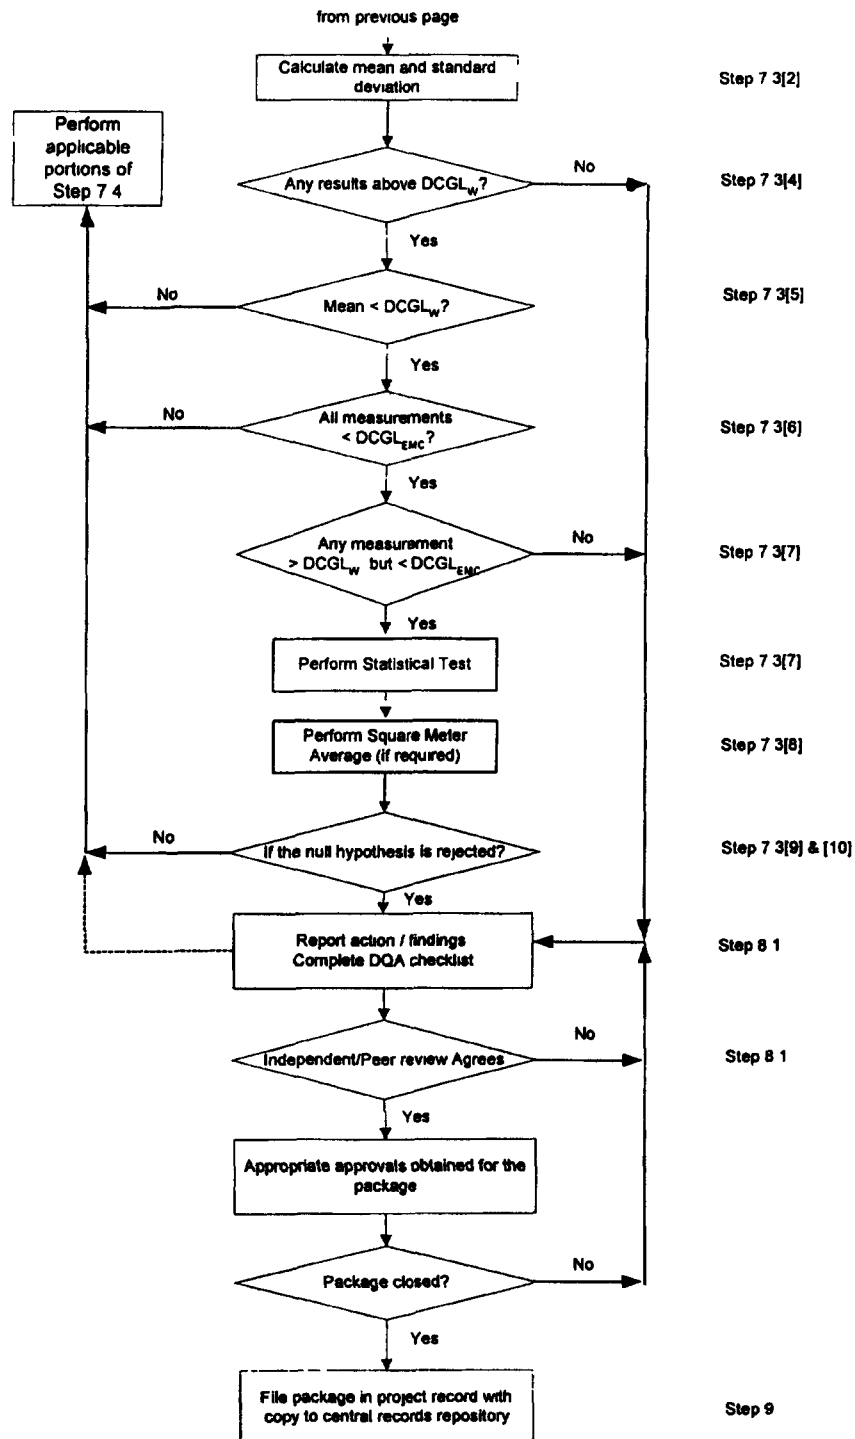 from previous page
Calculate mean and standard
deviation
Step 7 3[2]
Perform
applicable
portions of
Step 7 4
Any results above DCGLW?
No
Step 7 3[4]
Yes
Mean < DCGLW?
No
Step 7 3[5]
Yes
All measurements
< DCGLEMC?
No
Step 7 3[6]
Yes
Any measurement
> DCGLW but < DCGLEMC
No
Step 7 3[7]
Yes
Perform Statistical Test
Step 7 3[7]
Perform Square Meter
Average (if required)
Step 7 3[8]
If the null hypothesis is rejected?
No
Step 7 3[9] & [10]
Yes
Report action / findings
Complete DQA checklist
Step 8 1
Independent/Peer review Agrees
No
Step 8 1
Yes
Appropriate approvals obtained for the
package
Package closed?
No
Yes
File package in project record with
copy to central records repository
Step 9